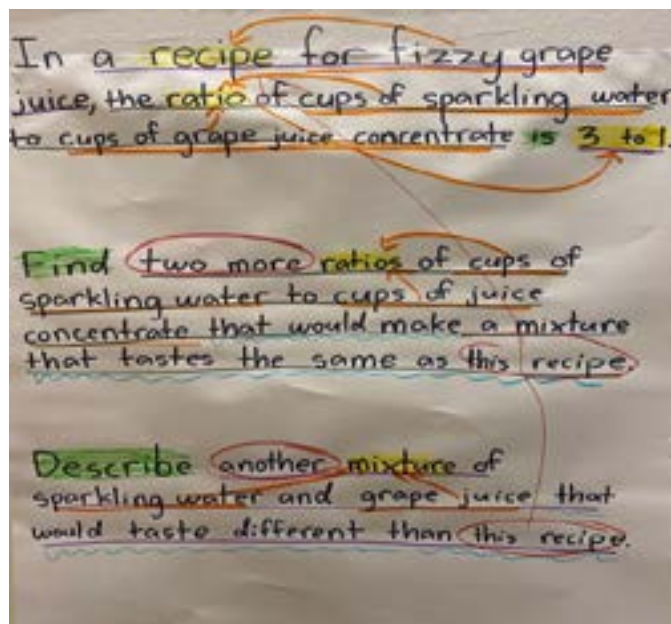 In a recipe for fizzy grape
juice, the ratio of cups of sparkling water
to cups of grape juice concentrate is 3 to 1.
Find two more ratios of cups of
sparkling water to cups of juice
concentrate that would make a mixture
that tastes the same as this recipe.
Describe another mixture of
sparkling water and grape juice that
would taste different than this recipe.